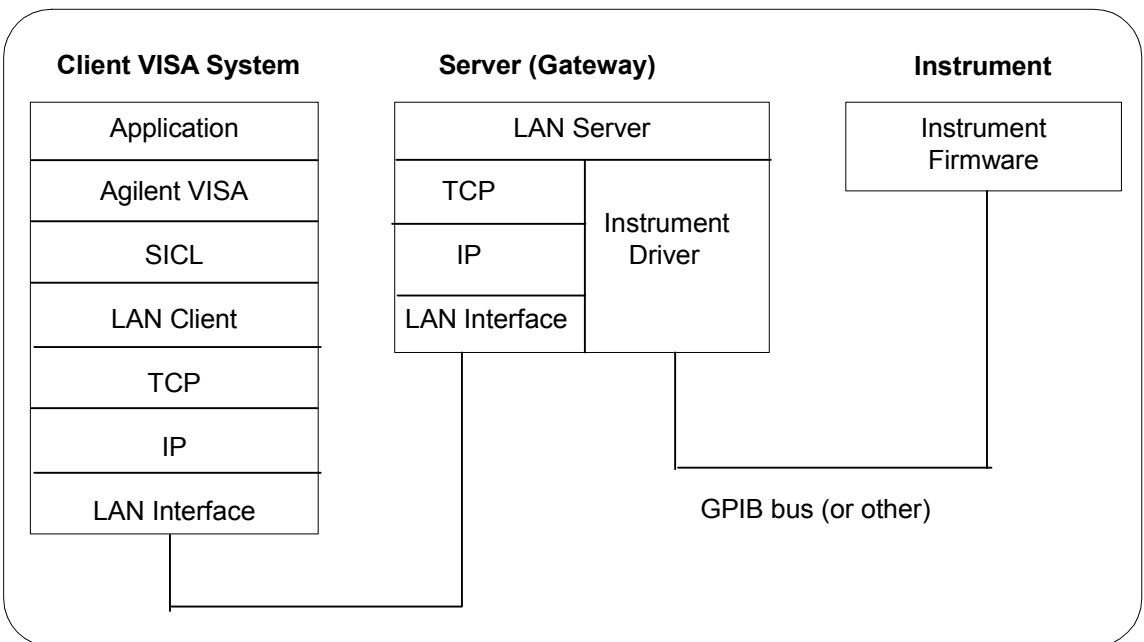 Client VISA System
Application
Agilent VISA
SICL
LAN Client
TCP
IP
LAN Interface
Server (Gateway)
LAN Server
TCP
IP
LAN Interface
Instrument
Driver
Instrument
Instrument
Firmware
GPIB bus (or other)